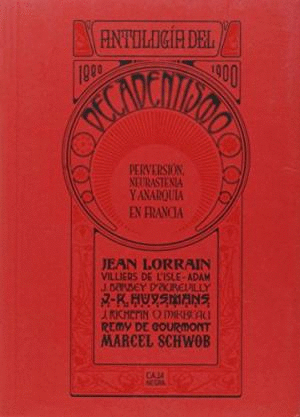 ANTOLOGÍA DEL
1880 1900
DECADENTISMO
PERVERSIÓN,
NEURASTENIA
Y ANARQUÍA
EN FRANCIA
JEAN LORRAIN
VILLIERS DE L'ISLE-ADAM
J. BARBEY D'AUREVILLY
J-K HUYSMANS
J. RICHEPIN O. MIRBEAU
REMY DE GOURMONT
MARCEL SCHWOB
CAJA
NEGRA